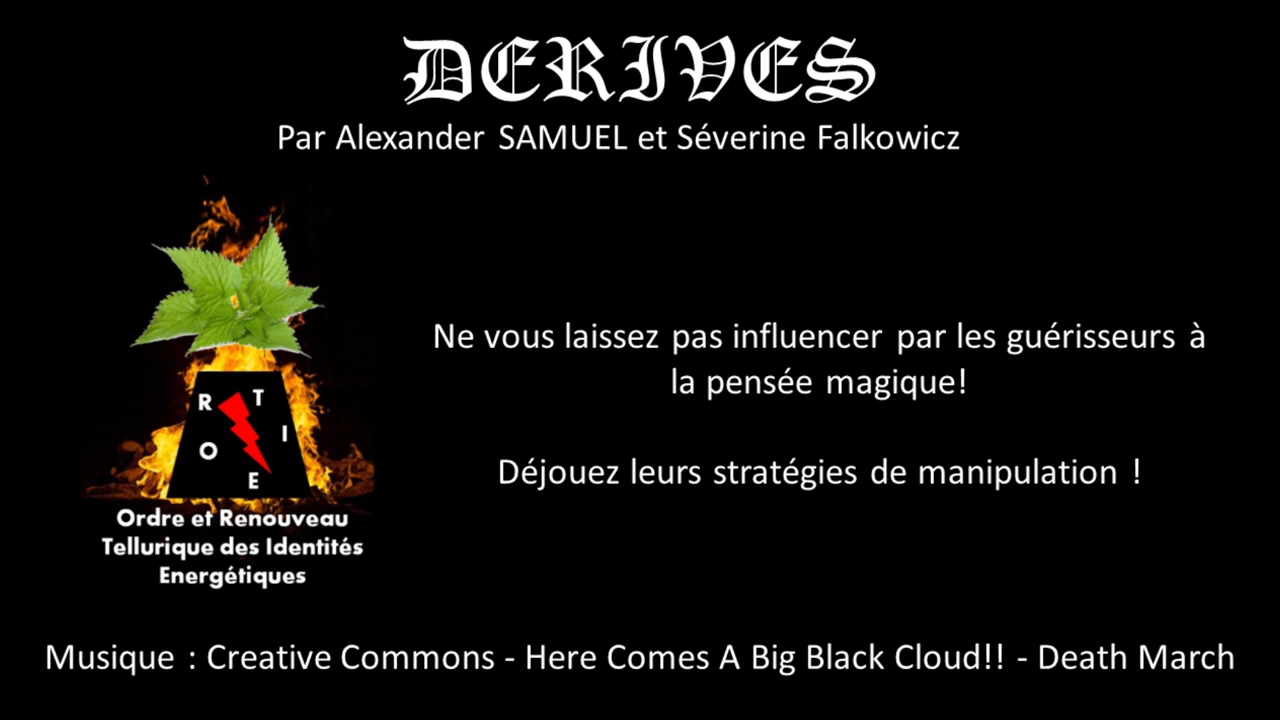 DERIVES
Par Alexander SAMUEL et Séverine Falkowicz
Ne vous laissez pas influencer par les guérisseurs à
la pensée magique!
Déjouez leurs stratégies de manipulation !
R T
I
O
E
Ordre et Renouveau
Tellurique des Identités
Energétiques
Musique : Creative Commons - Here Comes A Big Black Cloud!! - Death March